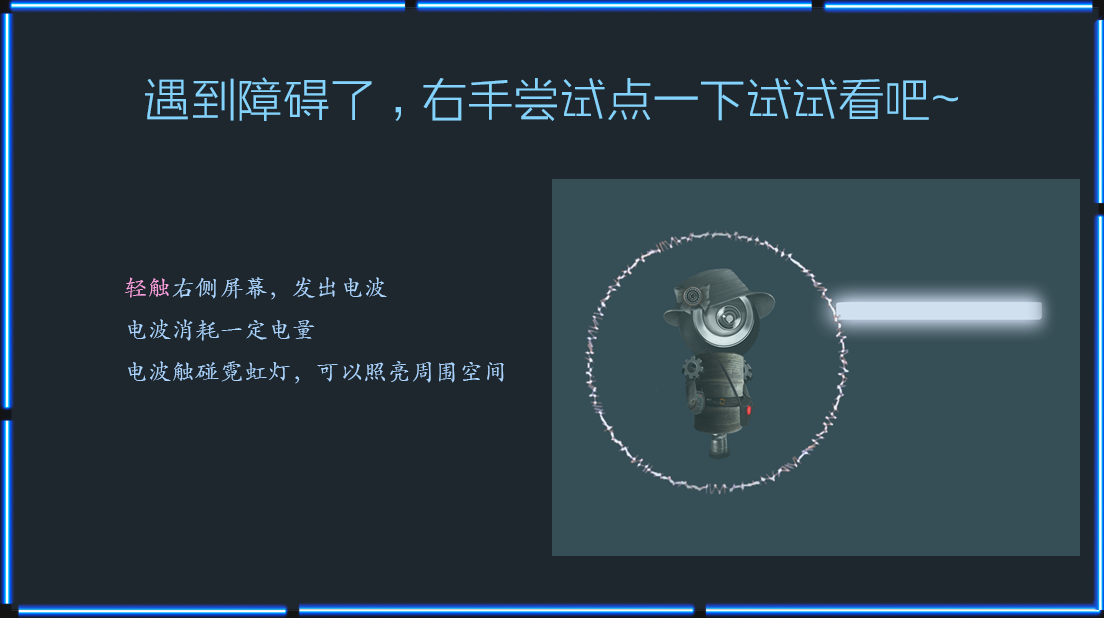 遇到障碍了，右手尝试点一下试试看吧~
轻触右侧屏幕，发出电波
电波消耗一定电量
电波触碰霓虹灯，可以照亮周围空间